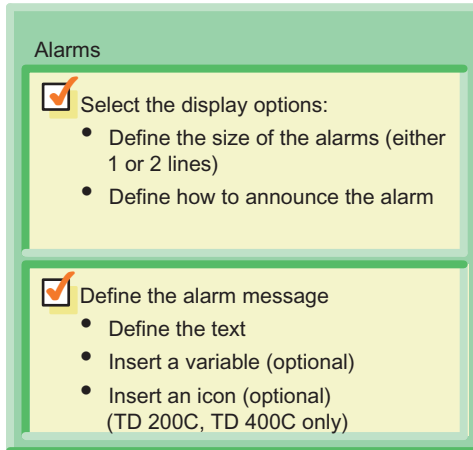 Alarms
Select the display options:
• Define the size of the alarms (either
1 or 2 lines)
• Define how to announce the alarm
Define the alarm message
• Define the text
• Insert a variable (optional)
• Insert an icon (optional)
(TD 200C, TD 400C only)